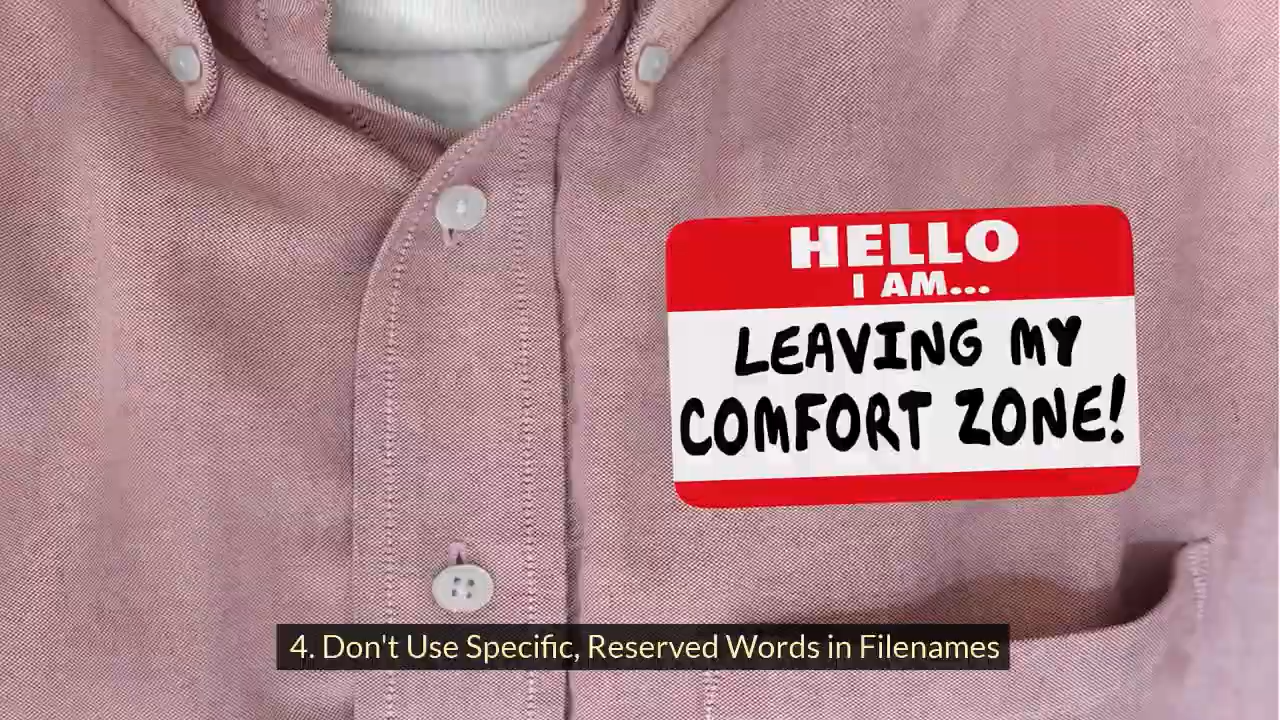 HELLO
I AM...
LEAVING MY
COMFORT ZONE!
4. Don't Use Specific, Reserved Words in Filenames